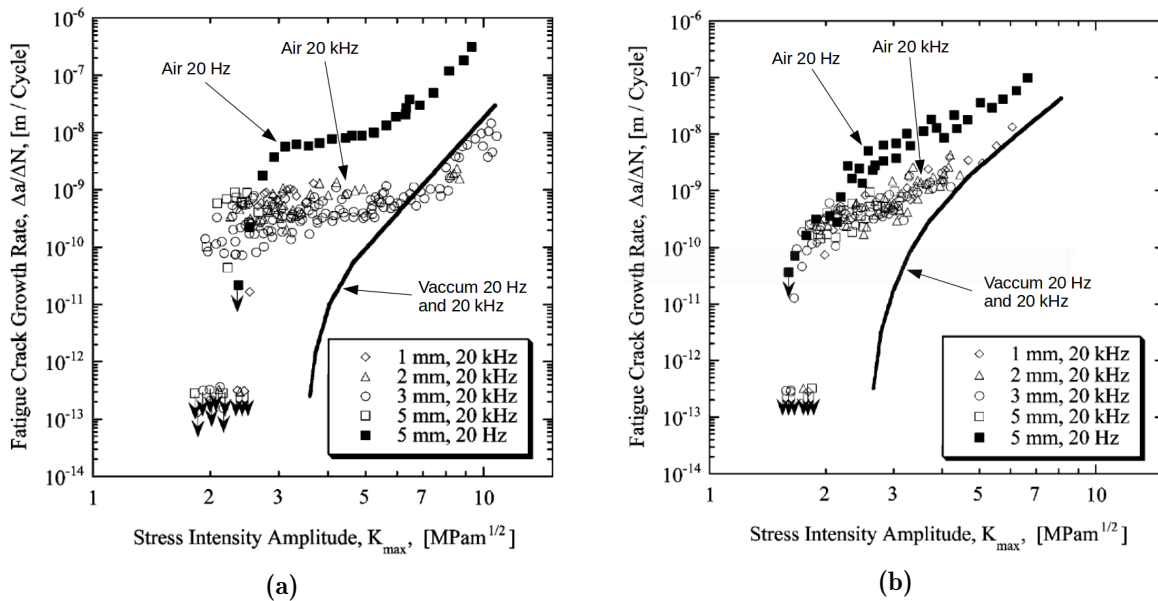 Fatigue Crack Growth Rate, Δa/ΔN, [m / Cycle]
10^-6
10^-7
10^-8
10^-9
10^-10
10^-11
10^-12
10^-13
10^-14
Air 20 Hz
Air 20 kHz
Vaccum 20 Hz
and 20 kHz
1 mm, 20 kHz
2 mm, 20 kHz
3 mm, 20 kHz
5 mm, 20 kHz
5 mm, 20 Hz
1 2 3 5 7 10
Stress Intensity Amplitude, K_max, [MPam^1/2]
(a)
Fatigue Crack Growth Rate, Δa/ΔN, [m / Cycle]
10^-6
10^-7
10^-8
10^-9
10^-10
10^-11
10^-12
10^-13
10^-14
Air 20 Hz
Air 20 kHz
Vaccum 20 Hz
and 20 kHz
1 mm, 20 kHz
2 mm, 20 kHz
3 mm, 20 kHz
5 mm, 20 kHz
5 mm, 20 Hz
1 2 3 5 7 10
Stress Intensity Amplitude, K_max, [MPam^1/2]
(b)